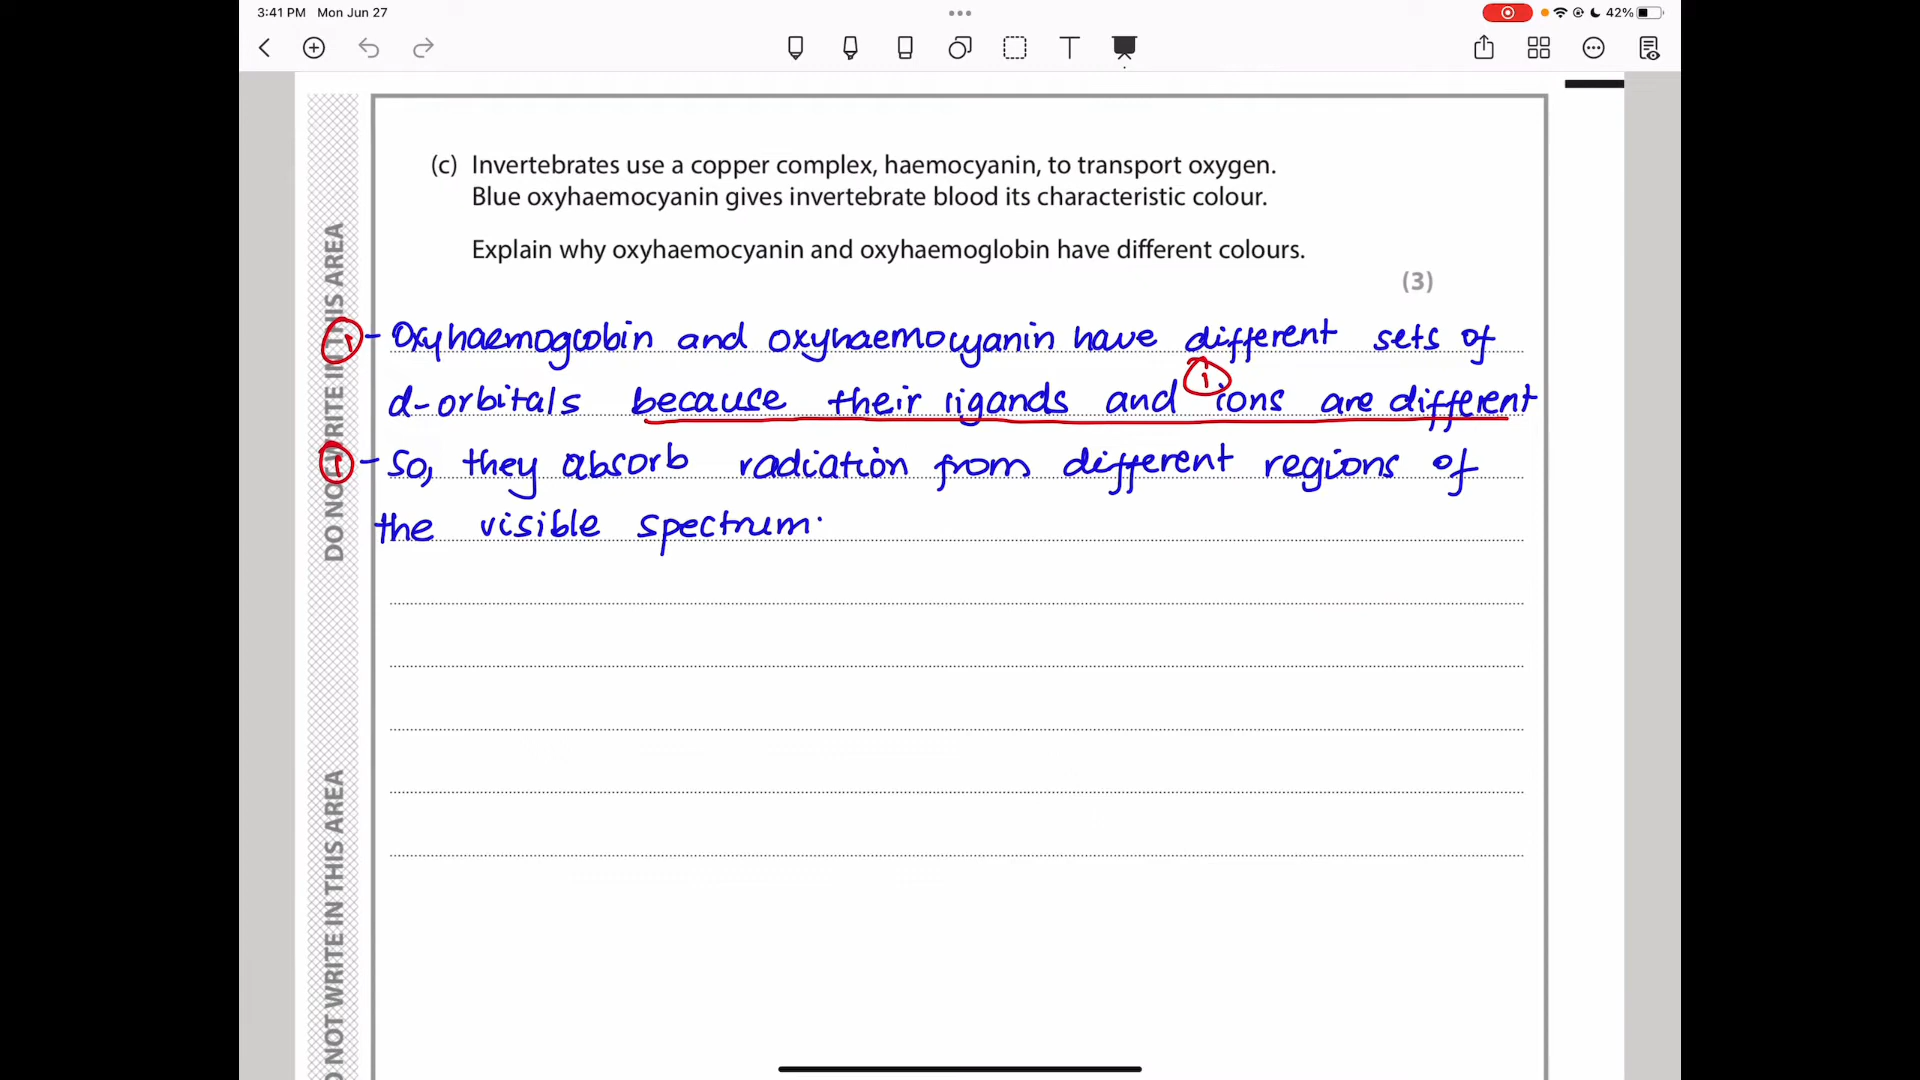 3:41 PM Mon Jun 27
42%
T
(c) Invertebrates use a copper complex, haemocyanin, to transport oxygen.
Blue oxyhaemocyanin gives invertebrate blood its characteristic colour.
Explain why oxyhaemocyanin and oxyhaemoglobin have different colours.
(3)
1 - Oxyhaemoglobin and oxyhaemocyanin have different sets of
1
d-orbitals because their ligands and ions are different
1 - So, they absorb radiation from different regions of
the visible spectrum.
DO NOT WRITE IN THIS AREA
DO NOT WRITE IN THIS AREA